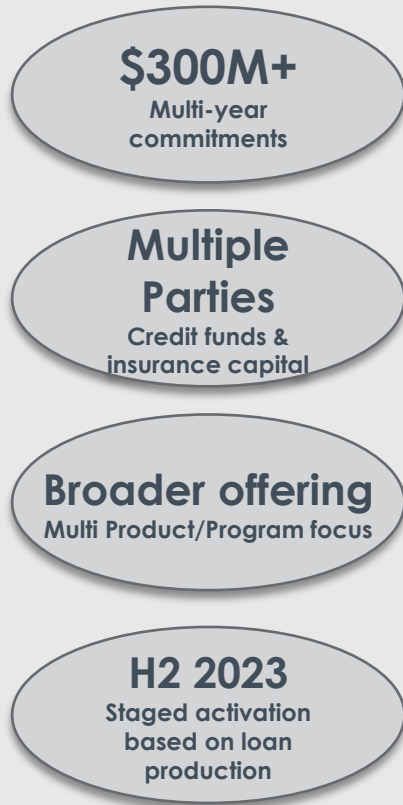 $300M+
Multi-year
commitments
Multiple
Parties
Credit funds &
insurance capital
Broader offering
Multi Product/Program focus
H2 2023
Staged activation
based on loan
production